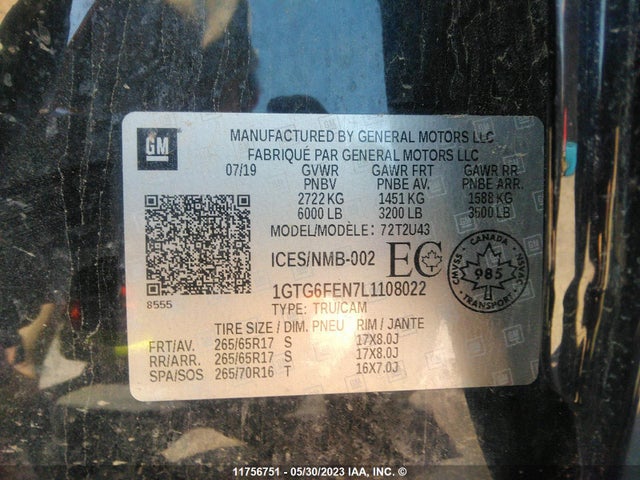 GM
MANUFACTURED BY GENERAL MOTORS LLC
FABRIQUÉ PAR GENERAL MOTORS LLC
07/19 GVWR GAWR FRT GAWR RR
PNBV PNBE AV. PNBE ARR.
2722 KG 1451 KG 1588 KG
6000 LB 3200 LB 3500 LB
MODEL/MODÈLE: 72T2U43
ICES/NMB-002 EC
CANADA
CMVSS 985 NSVAC
TRANSPORT
8555 1GTG6FEN7L1108022
TYPE: TRU/CAM
TIRE SIZE / DIM. PNEU RIM / JANTE
FRT/AV. 265/65R17 S 17X8.0J
RR/ARR. 265/65R17 S 17X8.0J
SPA/SOS 265/70R16 T 16X7.0J
11756751 - 05/30/2023 IAA, INC. ©